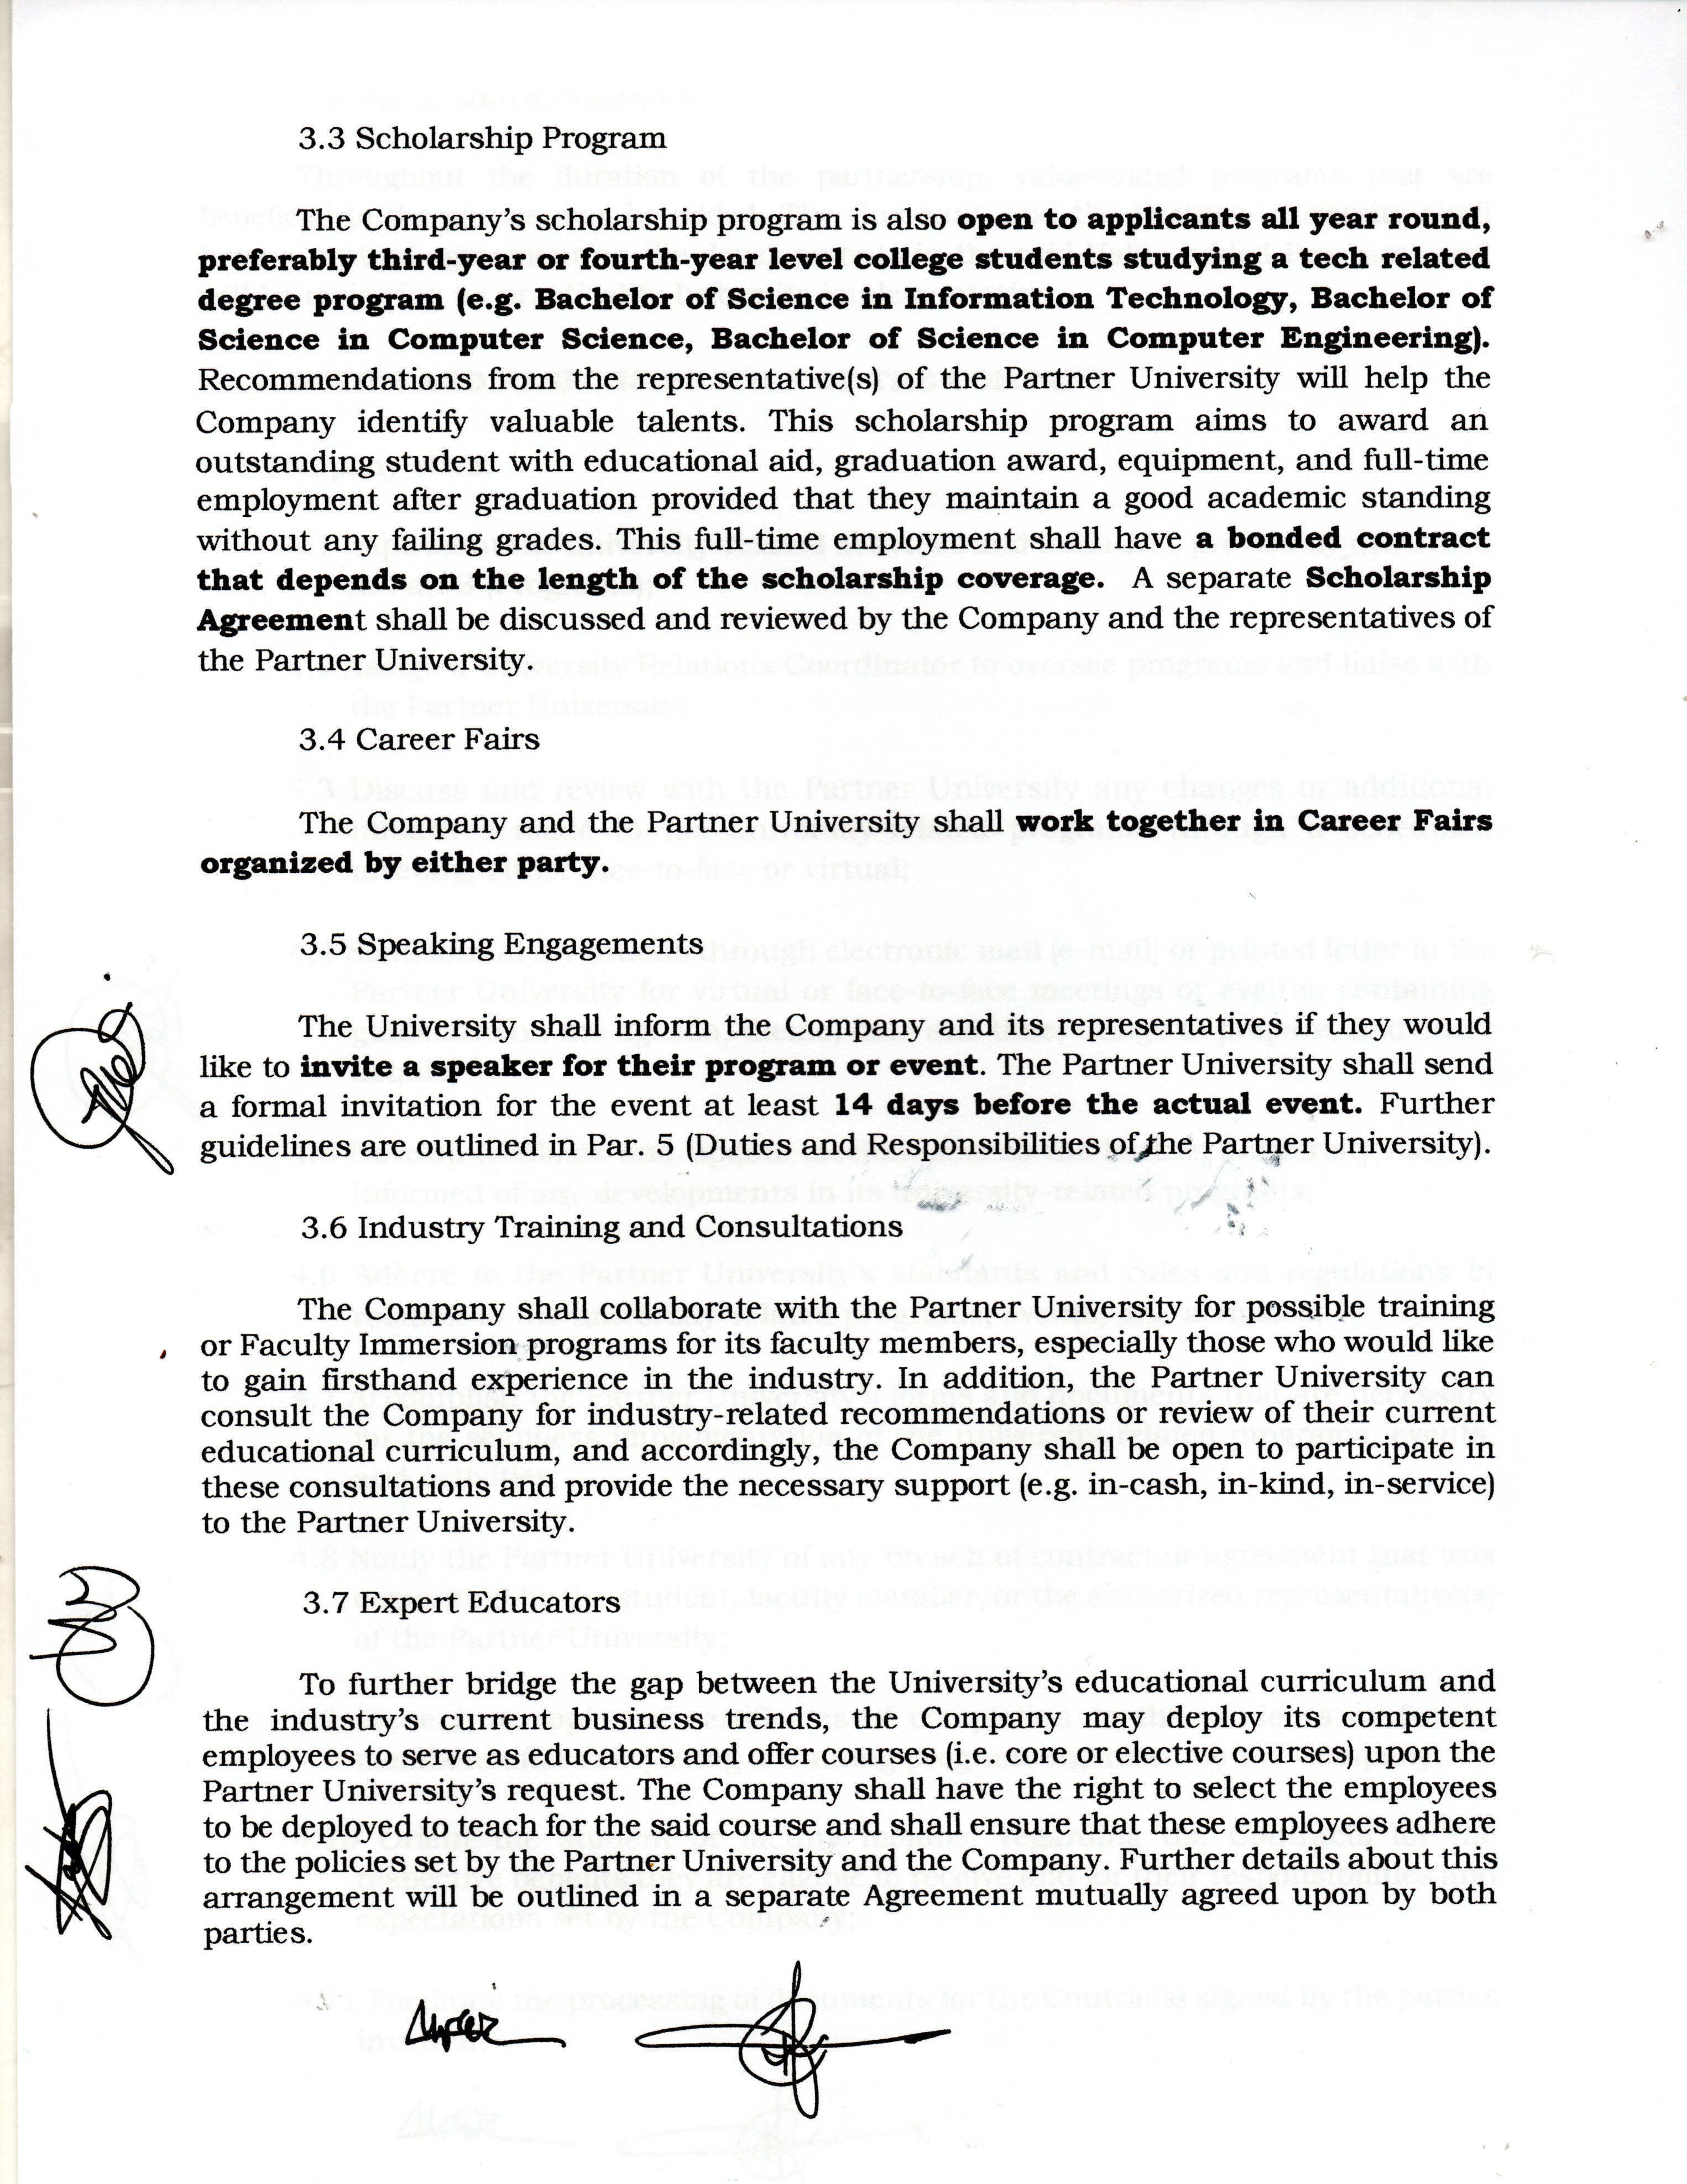 3.3 Scholarship Program
The Company's scholarship program is also open to applicants all year round,
preferably third-year or fourth-year level college students studying a tech related
degree program (e.g. Bachelor of Science in Information Technology, Bachelor of
Science in Computer Science, Bachelor of Science in Computer Engineering).
Recommendations from the representative(s) of the Partner University will help the
Company identify valuable talents. This scholarship program aims to award an
outstanding student with educational aid, graduation award, equipment, and full-time
employment after graduation provided that they maintain a good academic standing
without any failing grades. This full-time employment shall have a bonded contract
that depends on the length of the scholarship coverage. A separate Scholarship
Agreement shall be discussed and reviewed by the Company and the representatives of
the Partner University.
3.4 Career Fairs
The Company and the Partner University shall work together in Career Fairs
organized by either party.
3.5 Speaking Engagements
The University shall inform the Company and its representatives if they would
like to invite a speaker for their program or event. The Partner University shall send
a formal invitation for the event at least 14 days before the actual event. Further
guidelines are outlined in Par. 5 (Duties and Responsibilities of the Partner University).
3.6 Industry Training and Consultations
The Company shall collaborate with the Partner University for possible training
or Faculty Immersion programs for its faculty members, especially those who would like
to gain firsthand experience in the industry. In addition, the Partner University can
consult the Company for industry-related recommendations or review of their current
educational curriculum, and accordingly, the Company shall be open to participate in
these consultations and provide the necessary support (e.g. in-cash, in-kind, in-service)
to the Partner University.
3.7 Expert Educators
To further bridge the gap between the University's educational curriculum and
the industry's current business trends, the Company may deploy its competent
employees to serve as educators and offer courses (i.e. core or elective courses) upon the
Partner University's request. The Company shall have the right to select the employees
to be deployed to teach for the said course and shall ensure that these employees adhere
to the policies set by the Partner University and the Company. Further details about this
arrangement will be outlined in a separate Agreement mutually agreed upon by both
parties.